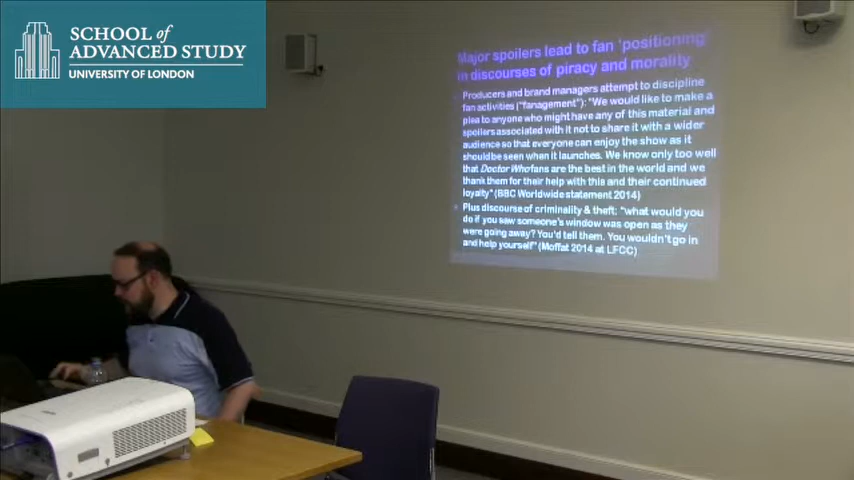 SCHOOL of
ADVANCED STUDY
UNIVERSITY OF LONDON
Major spoilers lead to fan ‘positioning’
in discourses of piracy and morality
Producers and brand managers attempt to discipline
fan activities ("fanagement"): "We would like to make a
plea to anyone who might have any of this material and
spoilers associated with it not to share it with a wider
audience so that everyone can enjoy the show as it
should be seen when it launches. We know only too well
that Doctor Who fans are the best in the world and we
thank them for their help with this and their continued
loyalty" (BBC Worldwide statement 2014)
Plus discourse of criminality & theft: "what would you
do if you saw someone's window was open as they
were going away? You'd tell them. You wouldn't go in
and help yourself" (Moffat 2014 at LFCC)